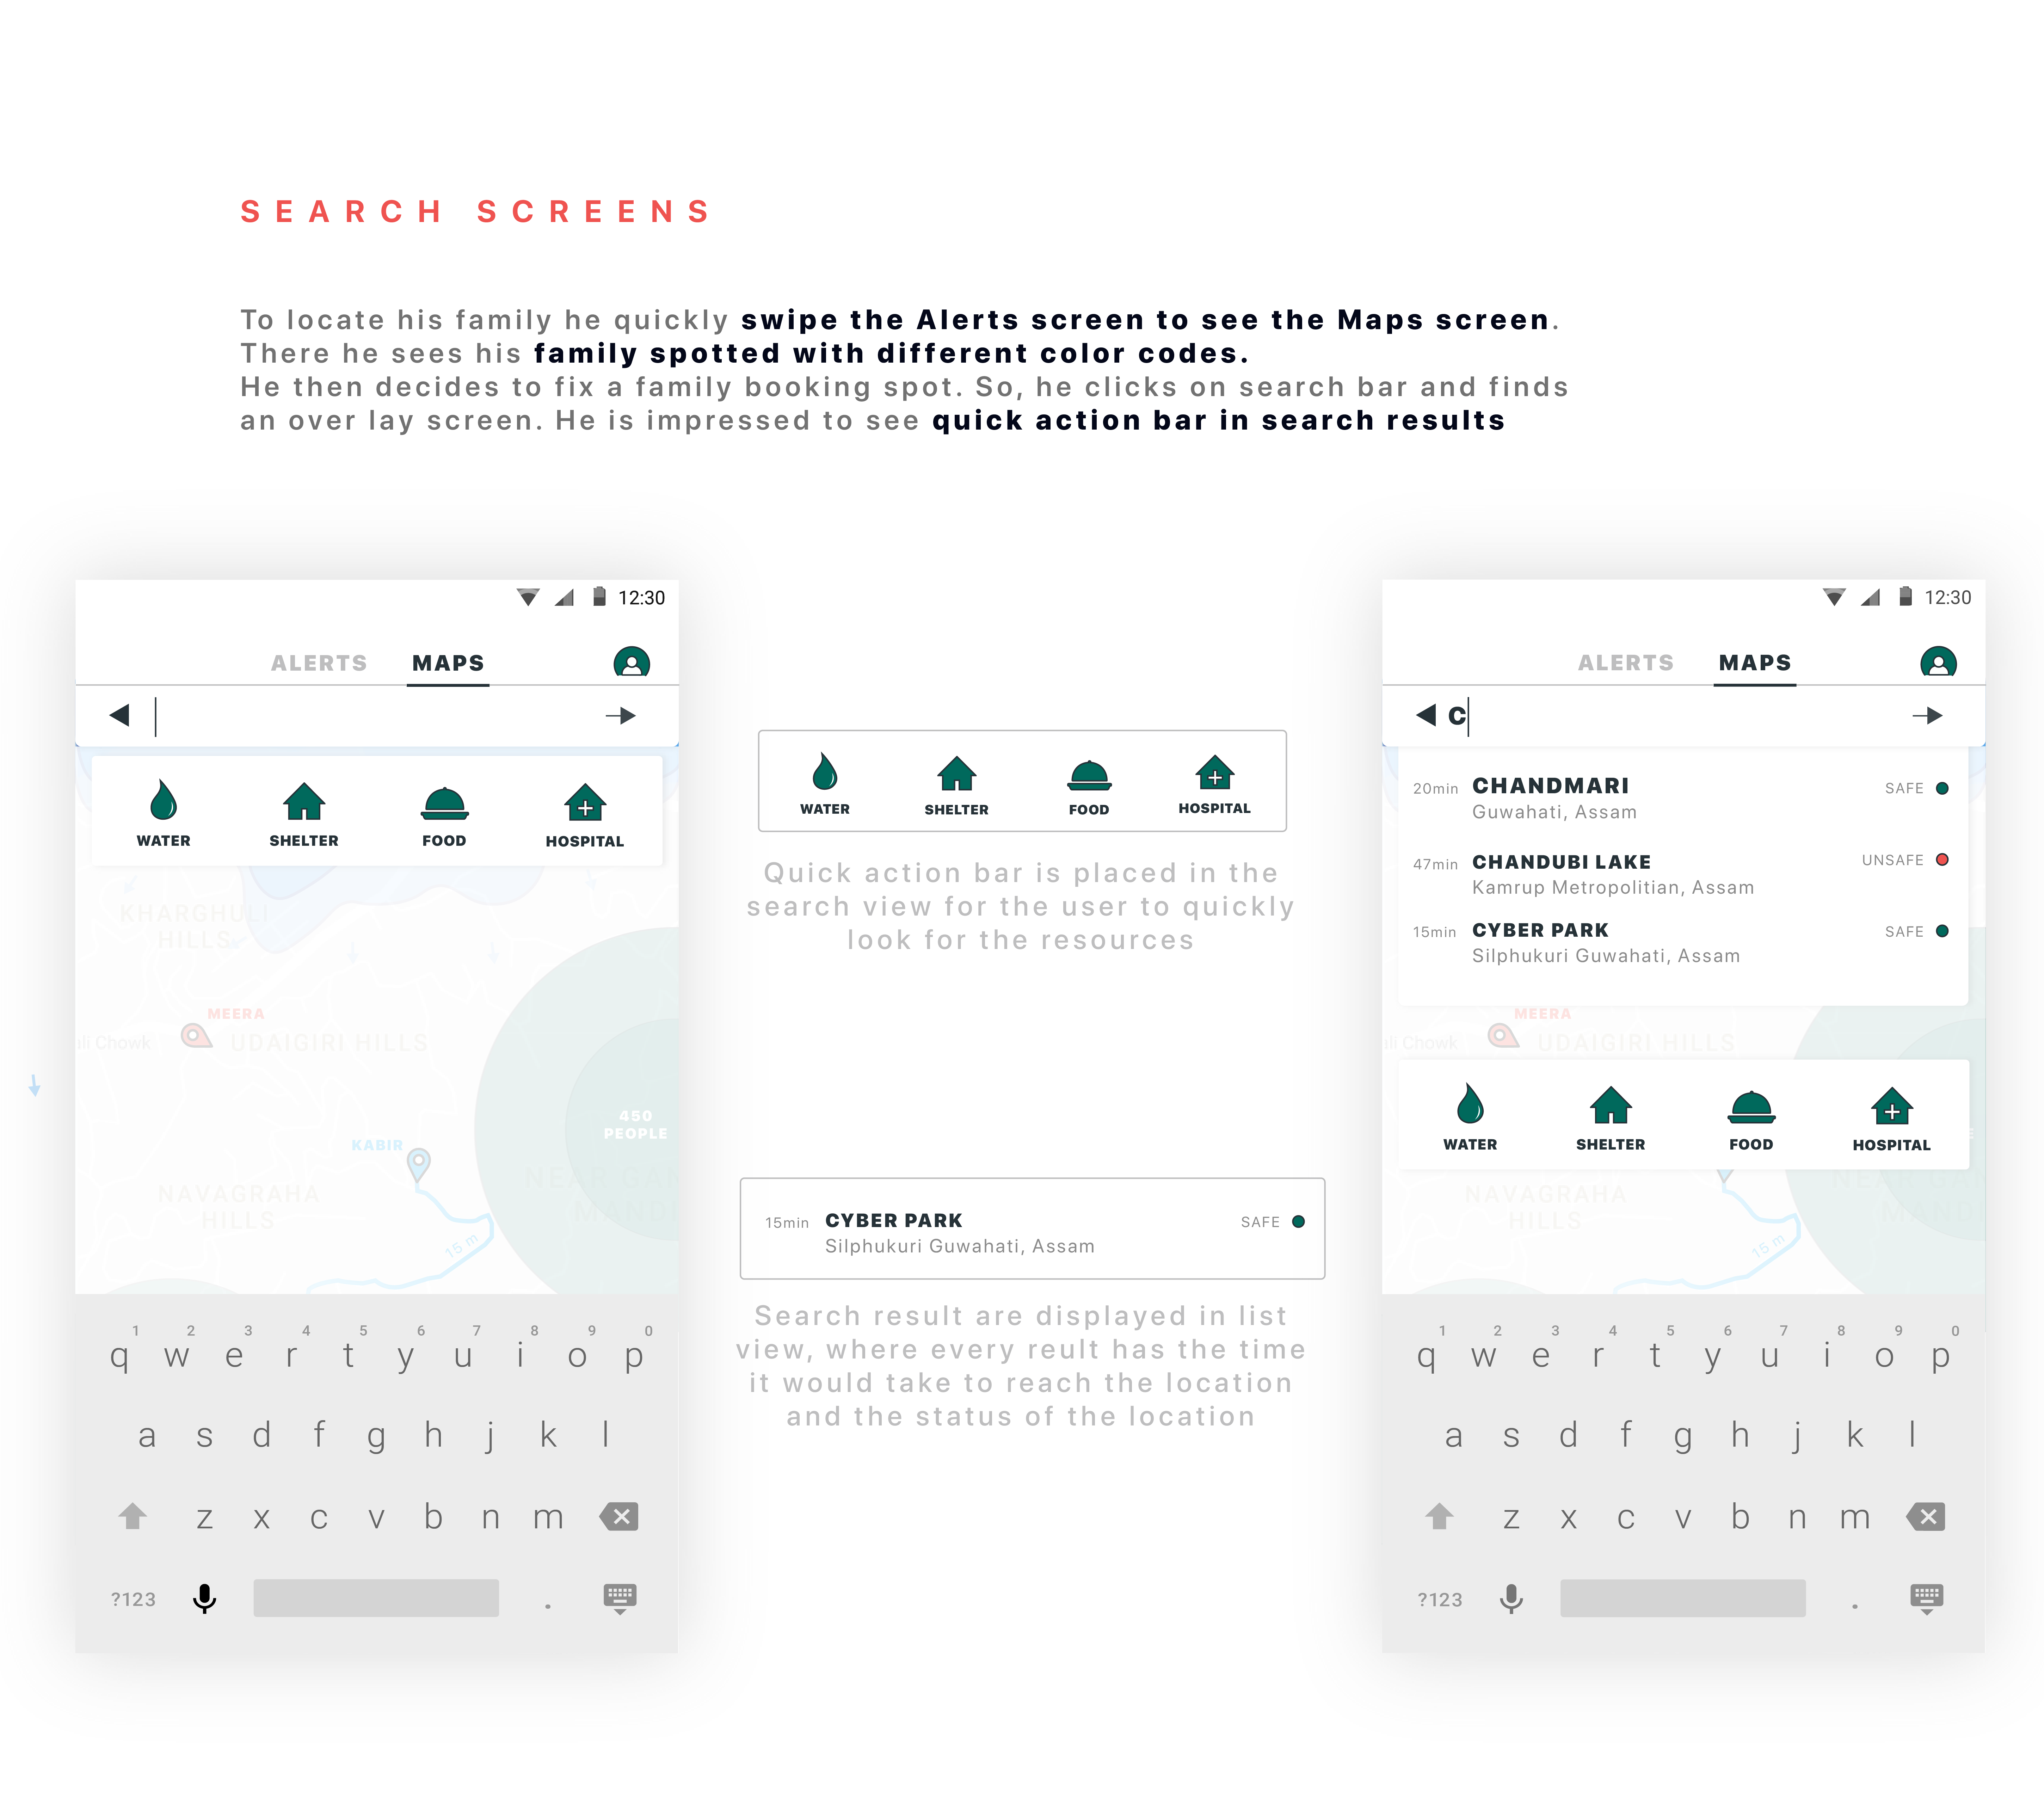 SEARCH SCREENS
To locate his family he quickly swipe the Alerts screen to see the Maps screen.
There he sees his family spotted with different color codes.
He then decides to fix a family booking spot. So, he clicks on search bar and finds
an over lay screen. He is impressed to see quick action bar in search results
12:30
ALERTS MAPS
WATER SHELTER FOOD HOSPITAL
KHARGHULI
HILLS
MEERA
UDAIGIRI HILLS
ili Chowk
450
PEOPLE
KABIR
NEAR GAN
MANDI
NAVAGRAHA
HILLS
15 m
1 2 3 4 5 6 7 8 9 0
q w e r t y u i o p
a s d f g h j k l
z x c v b n m
?123 .
WATER SHELTER FOOD HOSPITAL
Quick action bar is placed in the
search view for the user to quickly
look for the resources
15min CYBER PARK SAFE
Silphukuri Guwahati, Assam
Search result are displayed in list
view, where every reult has the time
it would take to reach the location
and the status of the location
12:30
ALERTS MAPS
C
20min CHANDMARI SAFE
Guwahati, Assam
47min CHANDUBI LAKE UNSAFE
Kamrup Metropolitian, Assam
15min CYBER PARK SAFE
Silphukuri Guwahati, Assam
MEERA
ili Chowk UDAIGIRI HILLS
WATER SHELTER FOOD HOSPITAL
NEAR GAN
MANDI
NAVAGRAHA
HILLS
15 m
1 2 3 4 5 6 7 8 9 0
q w e r t y u i o p
a s d f g h j k l
z x c v b n m
?123 .